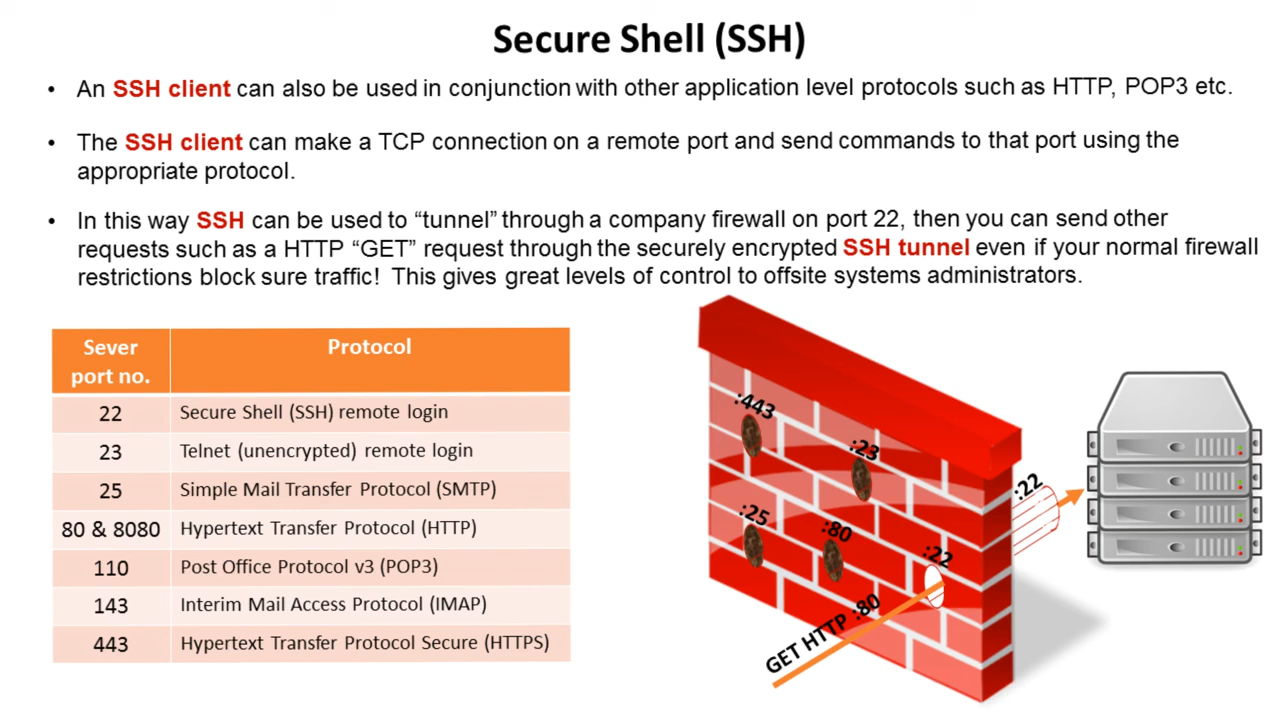 Secure Shell (SSH)
• An SSH client can also be used in conjunction with other application level protocols such as HTTP, POP3 etc.
• The SSH client can make a TCP connection on a remote port and send commands to that port using the
appropriate protocol.
• In this way SSH can be used to “tunnel” through a company firewall on port 22, then you can send other
requests such as a HTTP “GET” request through the securely encrypted SSH tunnel even if your normal firewall
restrictions block sure traffic! This gives great levels of control to offsite systems administrators.
Sever
port no.
Protocol
22 Secure Shell (SSH) remote login
23 Telnet (unencrypted) remote login
25 Simple Mail Transfer Protocol (SMTP)
80 & 8080 Hypertext Transfer Protocol (HTTP)
110 Post Office Protocol v3 (POP3)
143 Interim Mail Access Protocol (IMAP)
443 Hypertext Transfer Protocol Secure (HTTPS)
:443
:23
:22
:25
:80
:22
GET HTTP :80